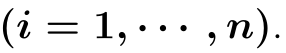 (i = 1, ⋯ , n).